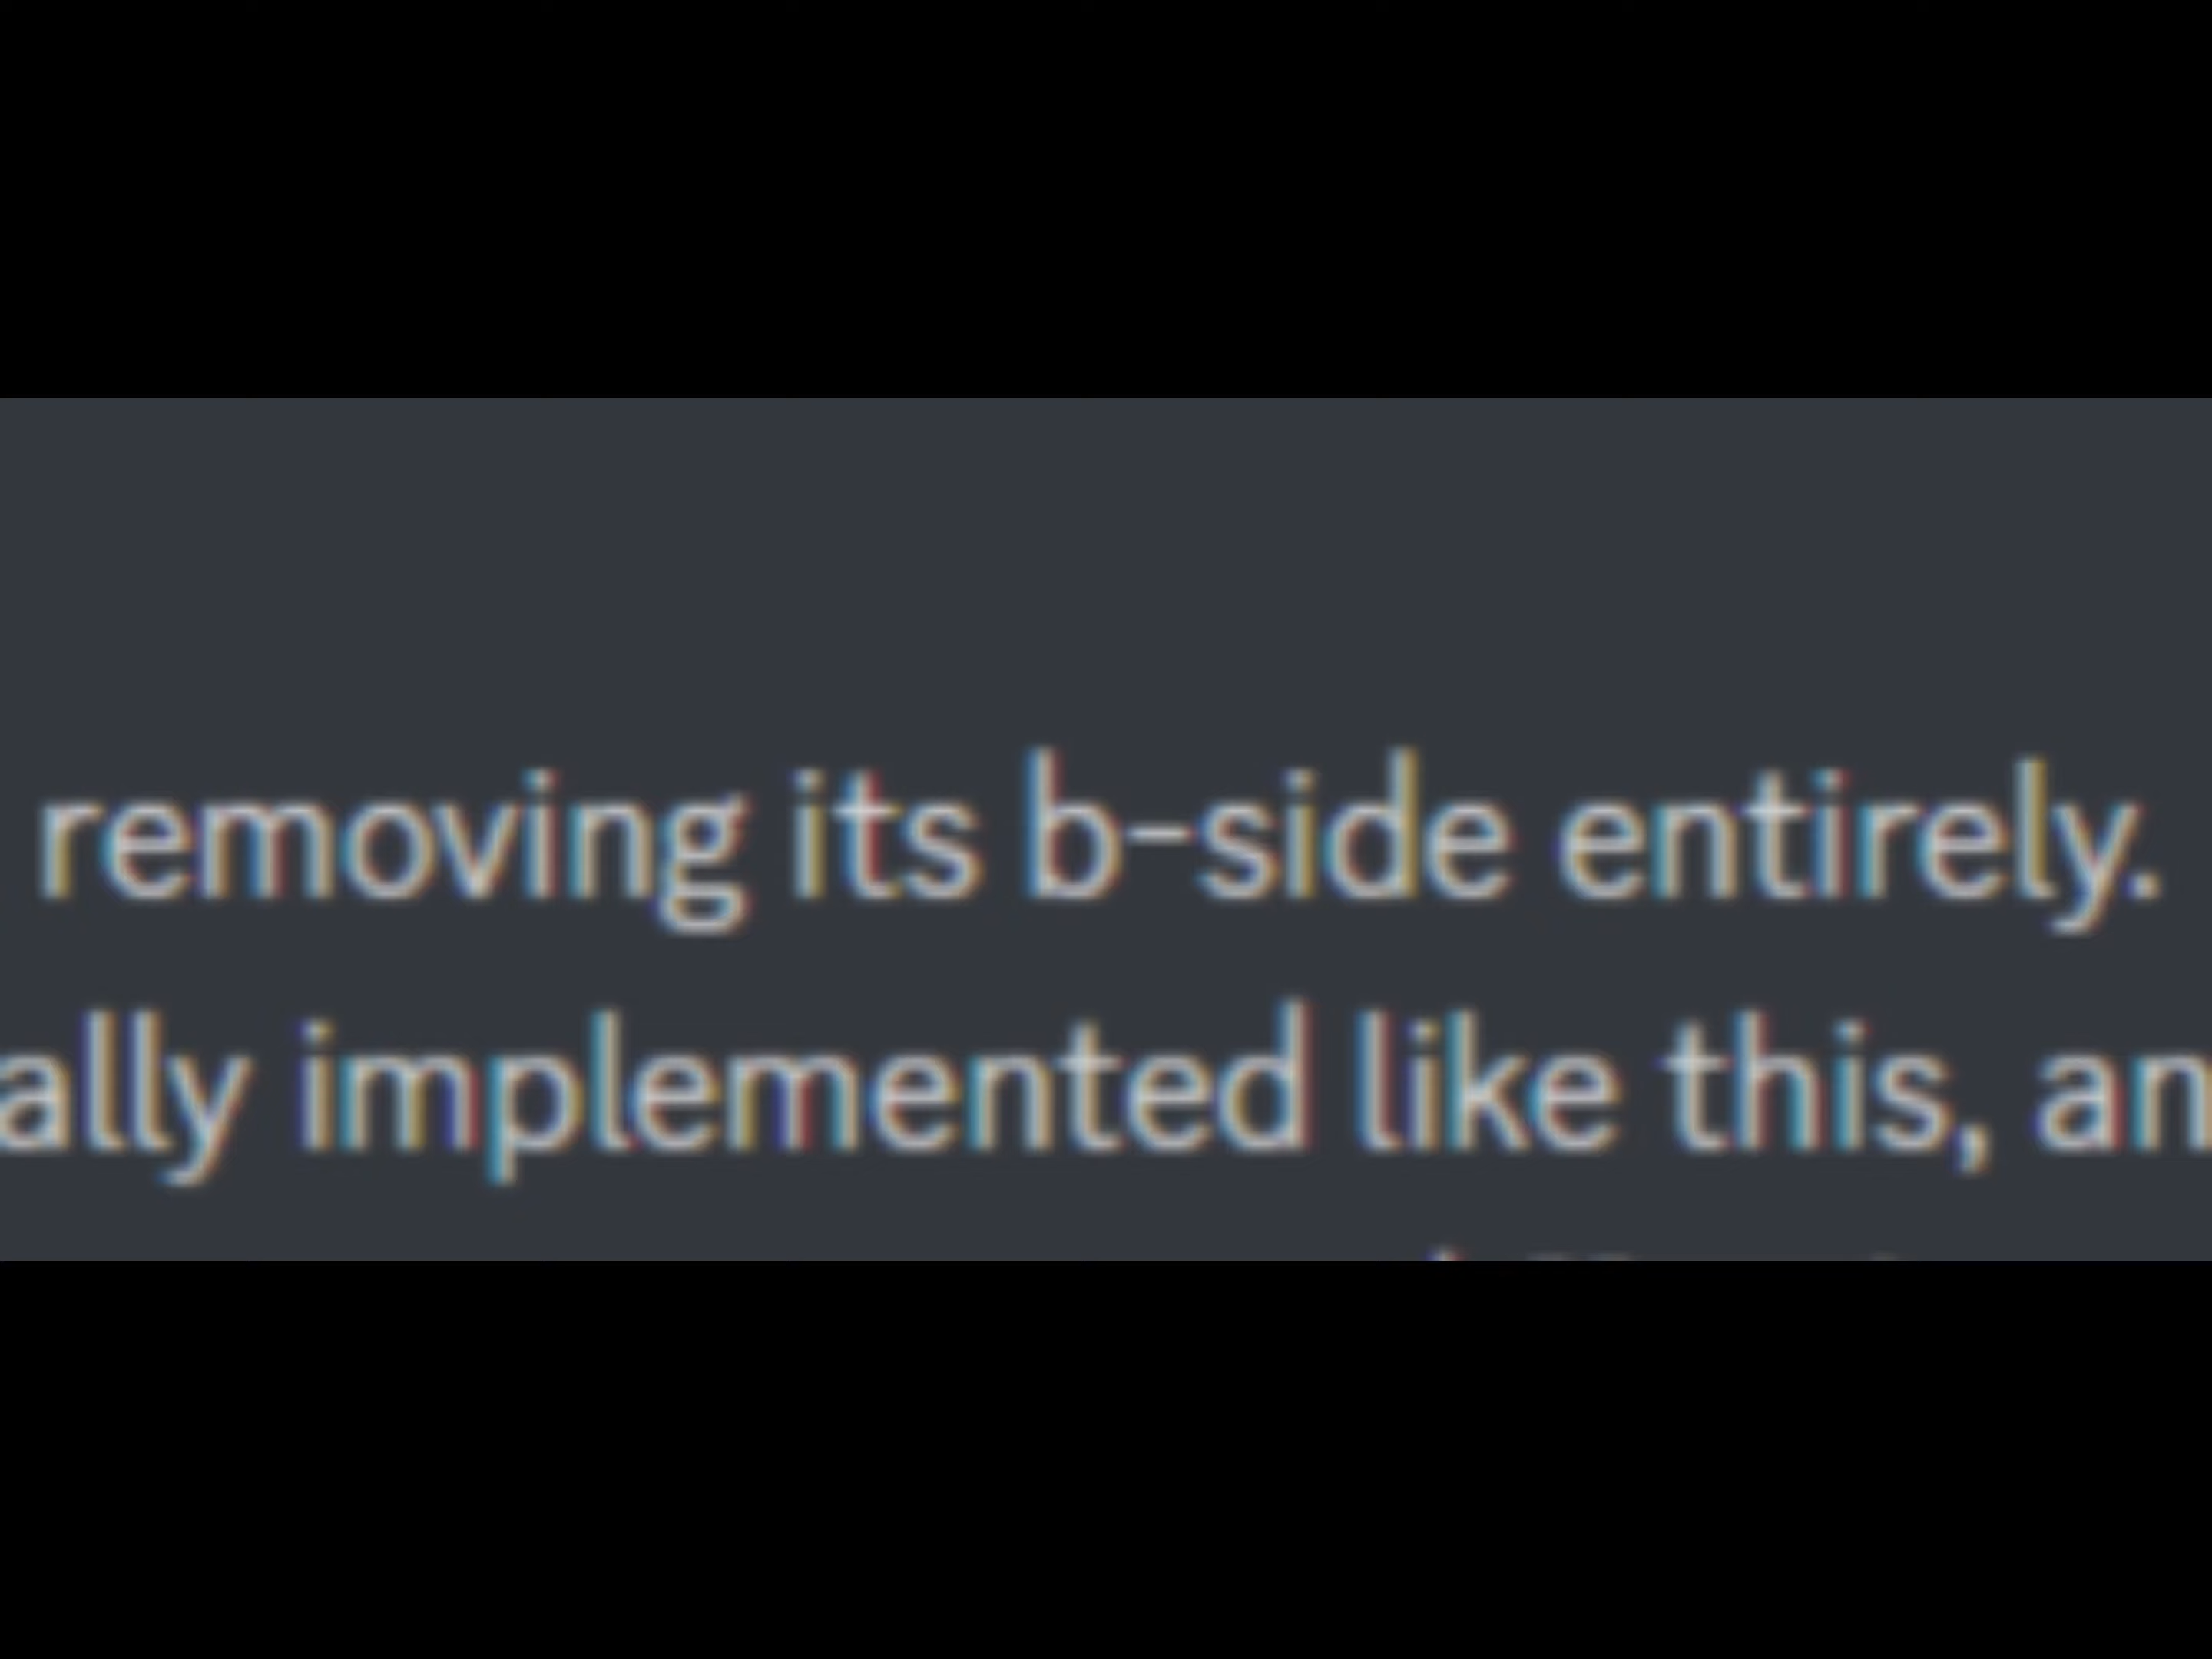 removing its b-side entirely.
ally implemented like this, an